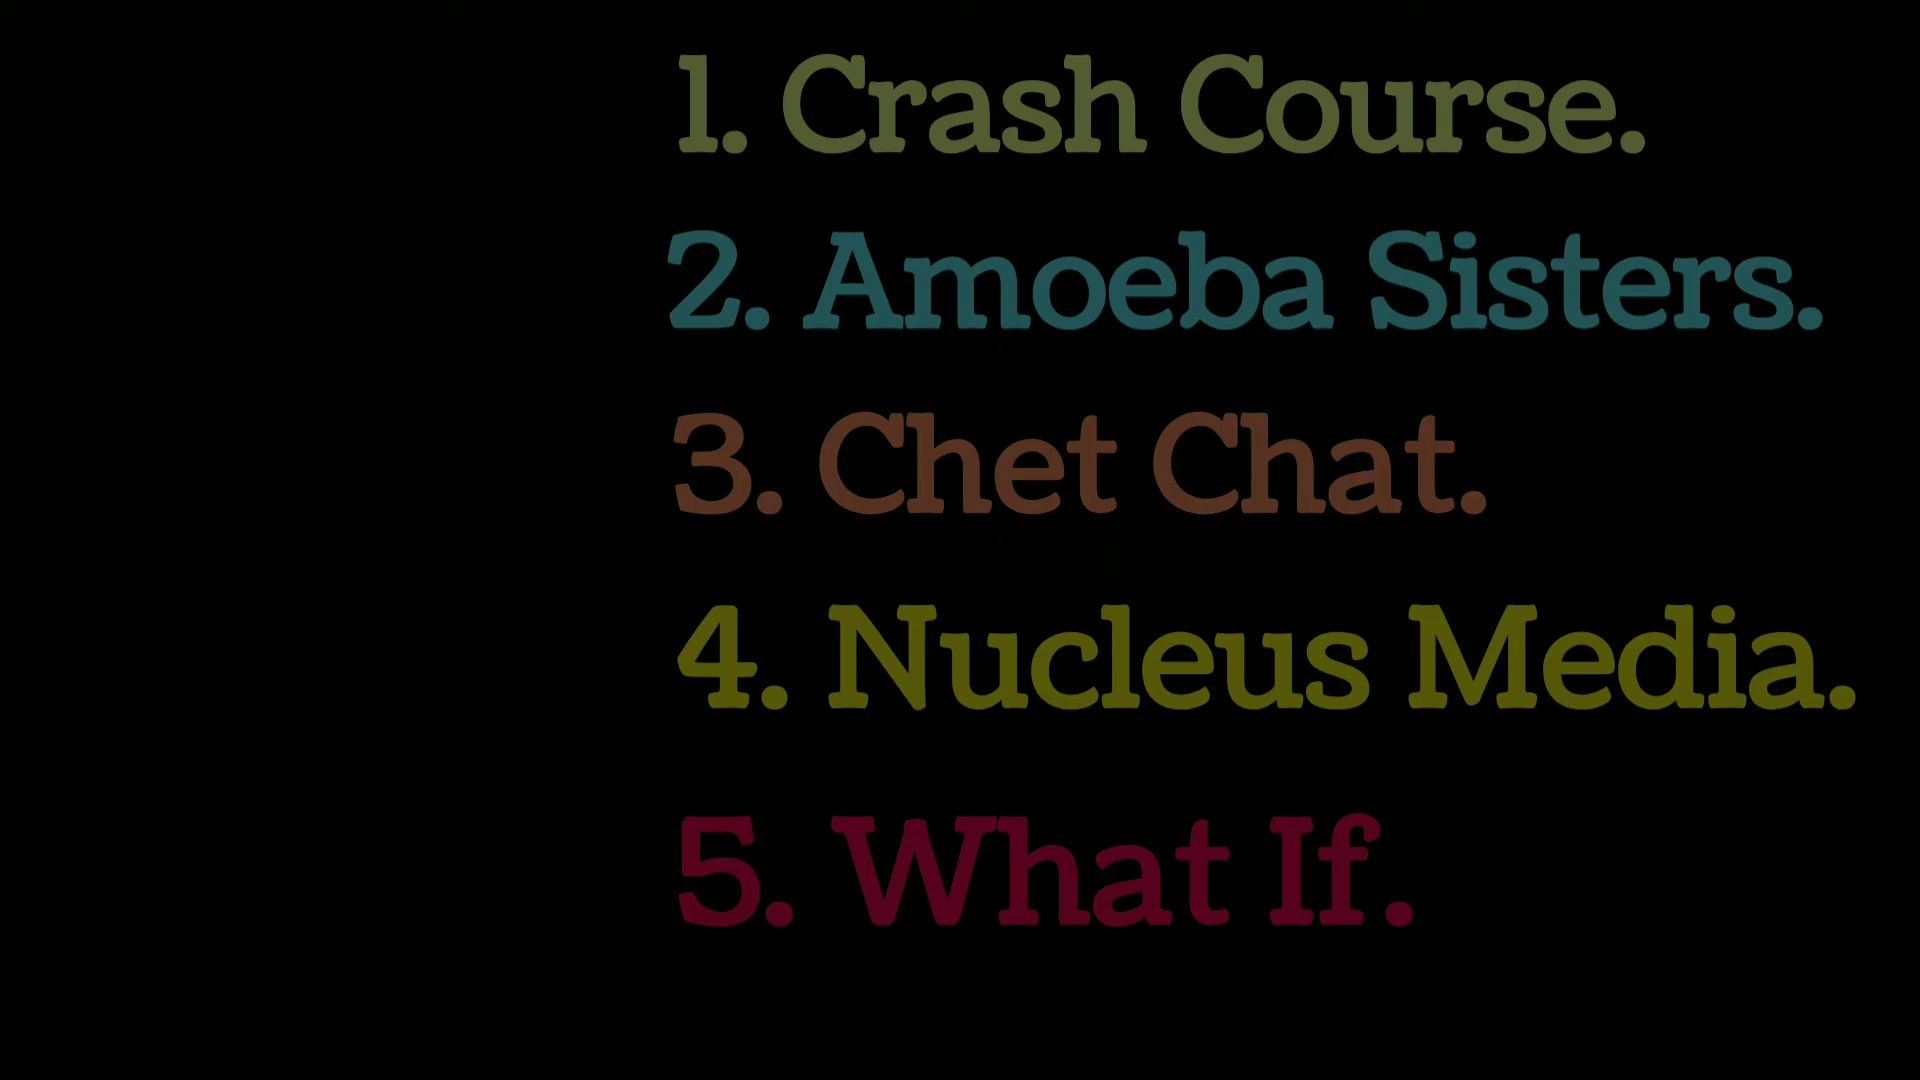 1. Crash Course.
2. Amoeba Sisters.
3. Chet Chat.
4. Nucleus Media.
5. What If.